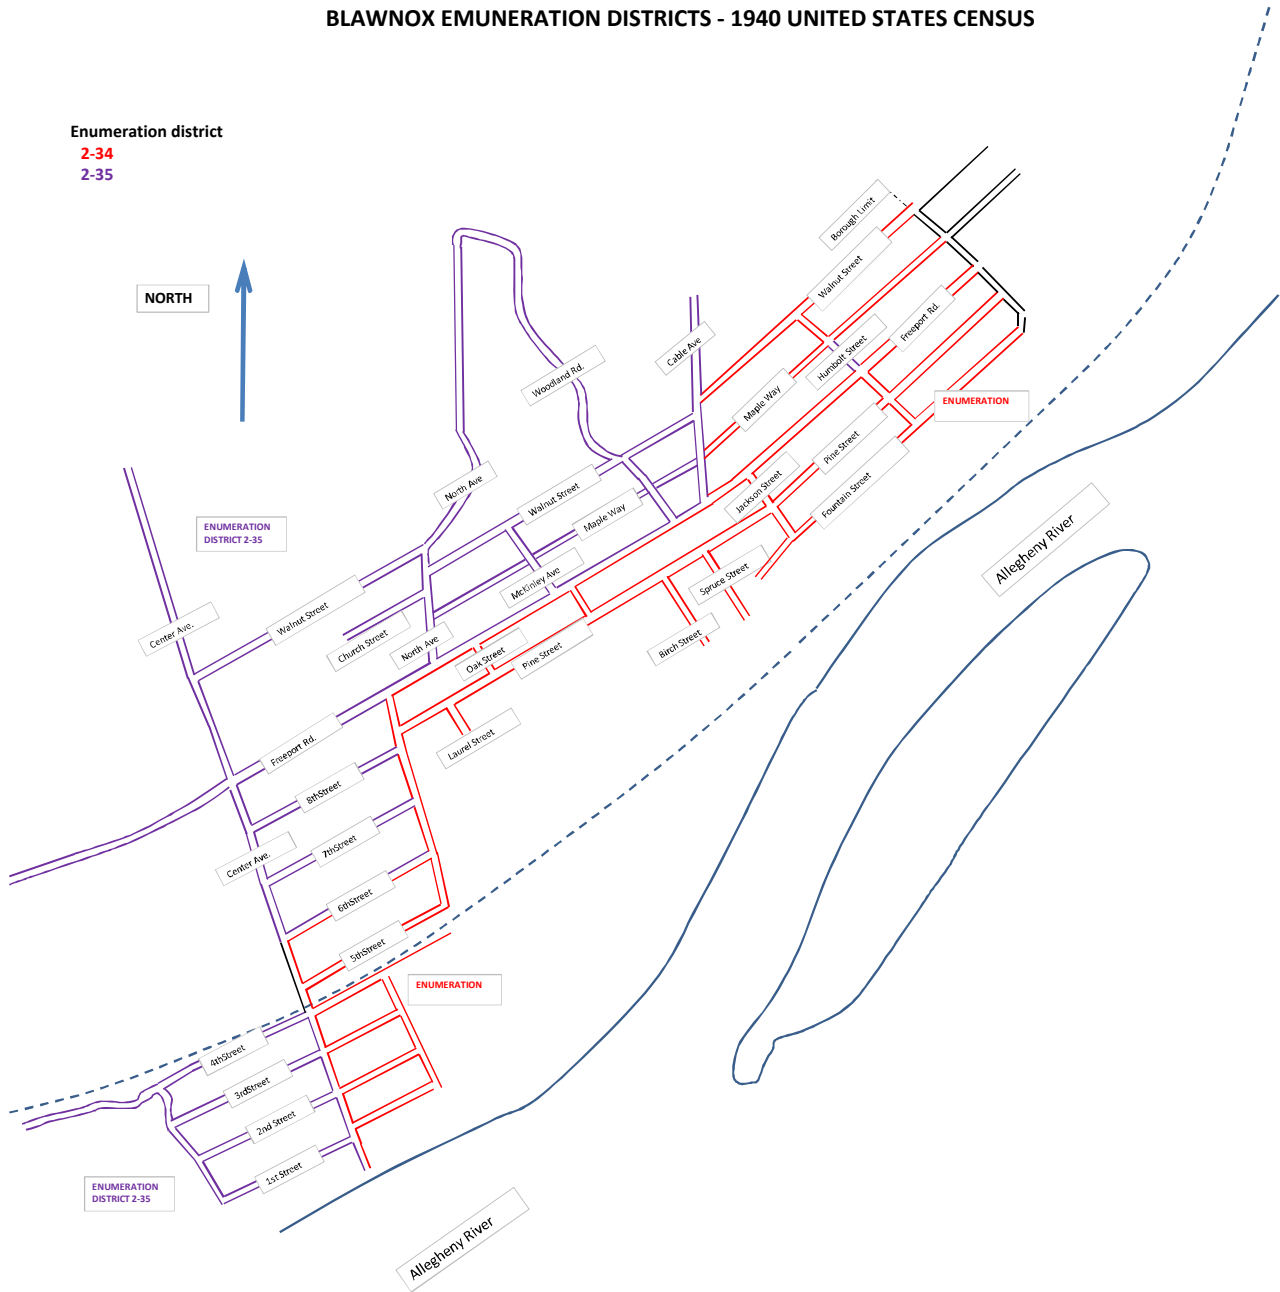 BLAWNOX EMUNERATION DISTRICTS - 1940 UNITED STATES CENSUS
Enumeration district
2-34
2-35
Borough Limit
Walnut Street
NORTH
Freeport Rd.
Cable Ave
Humbolt Street
Woodland Rd.
Maple Way
ENUMERATION
Pine Street
North Ave
Walnut Street
Jackson Street
Fountain Street
Maple Way
ENUMERATION
DISTRICT 2-35
Allegheny River
McKinley Ave
Spruce Street
Walnut Street
Center Ave.
Church Street
North Ave
Birch Street
Oak Street
Pine Street
Laurel Street
Freeport Rd.
8thStreet
7thStreet
Center Ave.
6thStreet
5thStreet
ENUMERATION
4thStreet
3rdStreet
2nd Street
1st Street
ENUMERATION
DISTRICT 2-35
Allegheny River